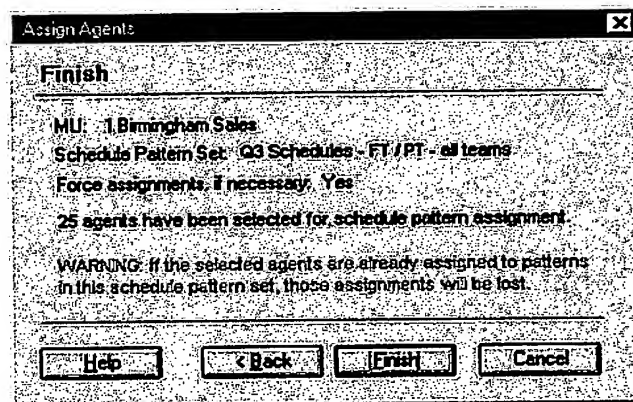 Assign Agents
Finish
MU: 1 Birmingham Sales
Schedule Pattern Set: Q3 Schedules - FT / PT - all teams
Force assignments, if necessary: Yes
25 agents have been selected for schedule pattern assignment.
WARNING: If the selected agents are already assigned to patterns
in this schedule pattern set, those assignments will be lost.
Help < Back Finish Cancel